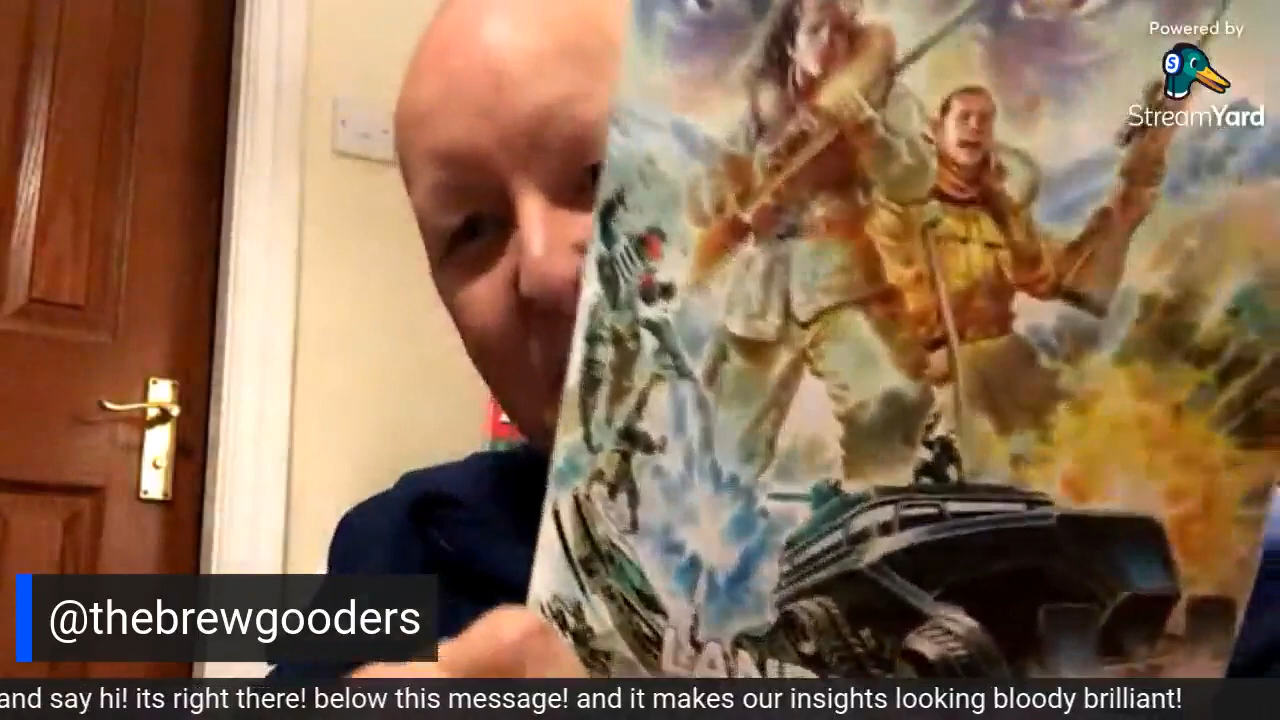 Powered by
StreamYard
@thebrewgooders
and say hi! its right there! below this message! and it makes our insights looking bloody brilliant!